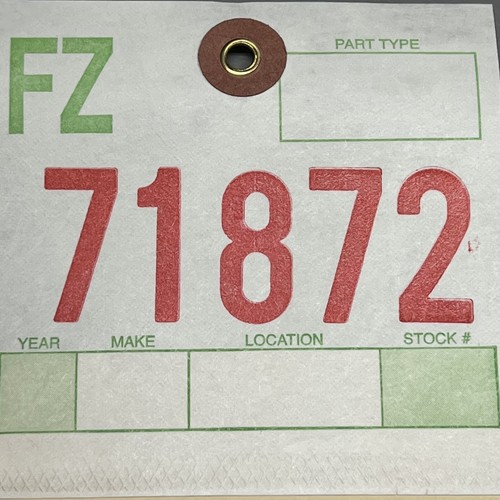 FZ
PART TYPE
71872
YEAR MAKE LOCATION STOCK #